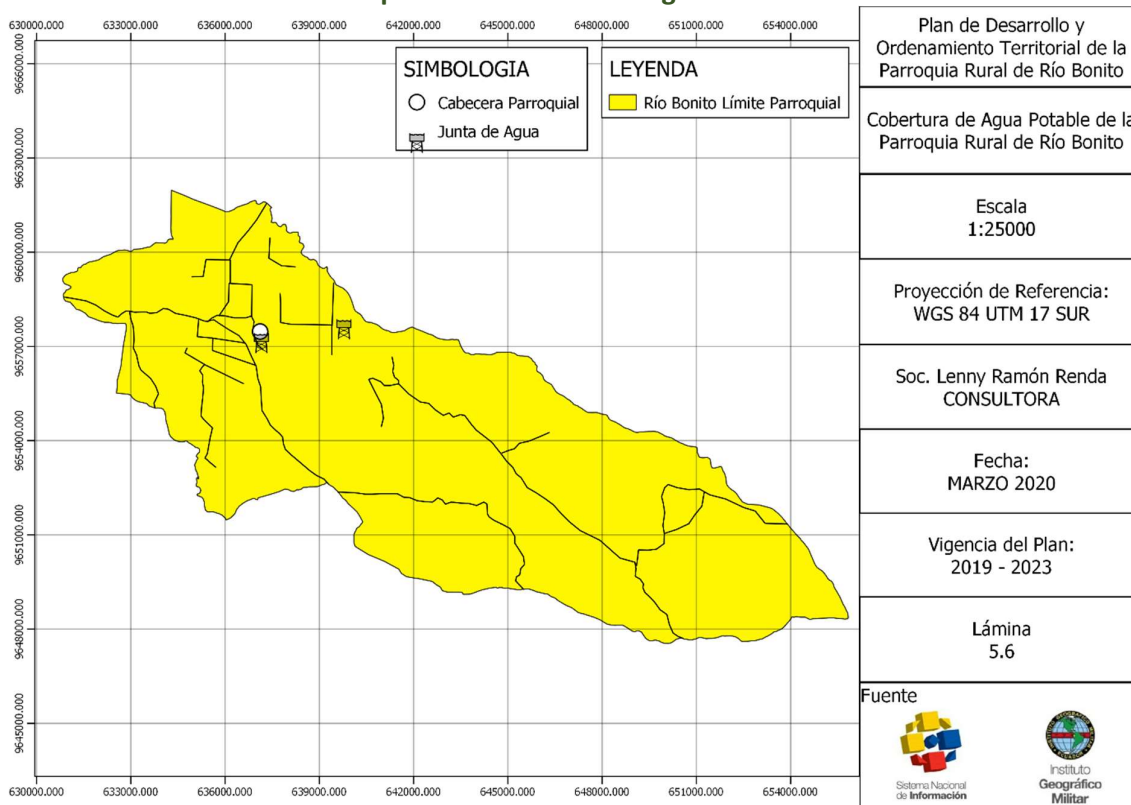 630000.000 633000.000 636000.000 639000.000 642000.000 645000.000 648000.000 651000.000 654000.000
9666000.000
9663000.000
9660000.000
9657000.000
9654000.000
9651000.000
9648000.000
9645000.000
SIMBOLOGIA
Cabecera Parroquial
Junta de Agua
LEYENDA
Río Bonito Límite Parroquial
630000.000 633000.000 636000.000 639000.000 642000.000 645000.000 648000.000 651000.000 654000.000
Plan de Desarrollo y
Ordenamiento Territorial de la
Parroquia Rural de Río Bonito
Cobertura de Agua Potable de la
Parroquia Rural de Río Bonito
Escala
1:25000
Proyección de Referencia:
WGS 84 UTM 17 SUR
Soc. Lenny Ramón Renda
CONSULTORA
Fecha:
MARZO 2020
Vigencia del Plan:
2019 - 2023
Lámina
5.6
Fuente
Sistema Nacional
de Información
Instituto
Geográfico
Militar